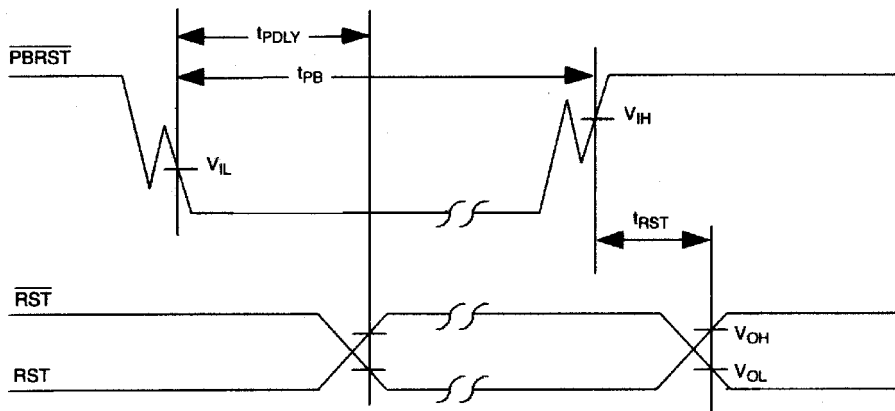 tPDLY
PBRST
tPB
VIH
VIL
tRST
RST
VOH
RST
VOL